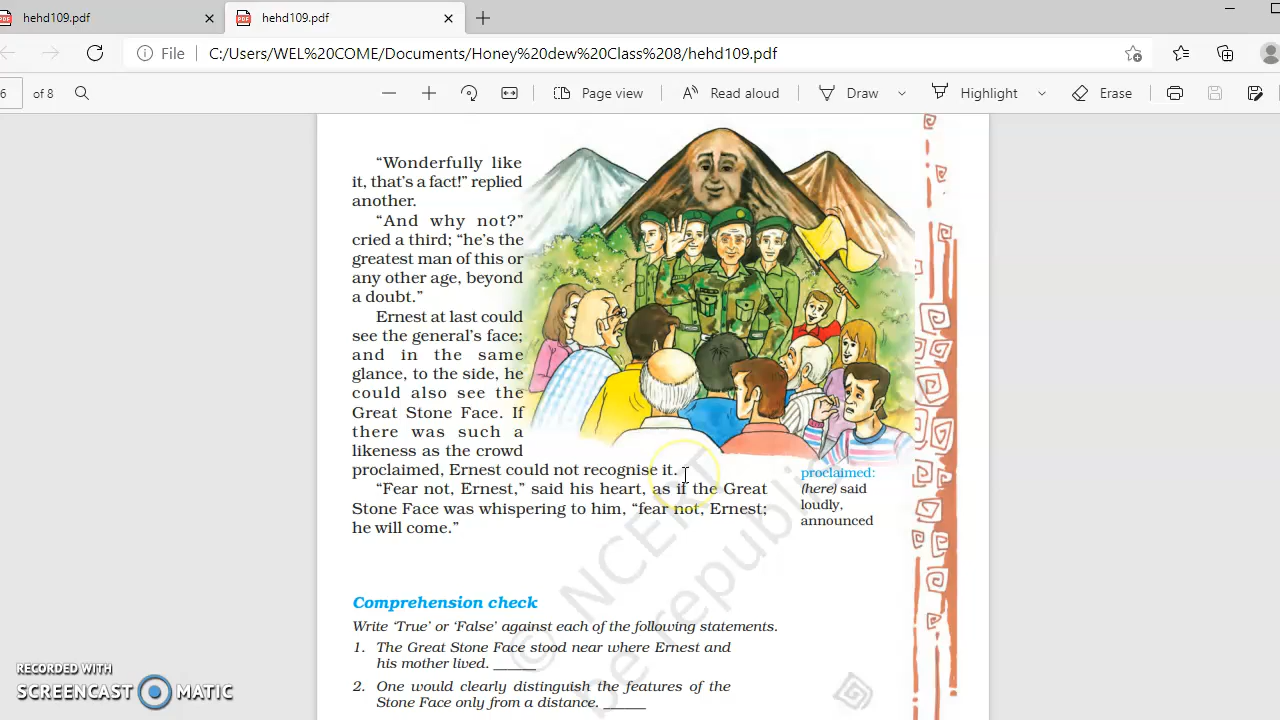 hehd109.pdf
hehd109.pdf
File
C:/Users/WEL%20COME/Documents/Honey%20dew%20Class%208/hehd109.pdf
6 of 8
Page view
Read aloud
Draw
Highlight
Erase
“Wonderfully like
it, that’s a fact!” replied
another.
“And why not?”
cried a third; “he’s the
greatest man of this or
any other age, beyond
a doubt.”
Ernest at last could
see the general’s face;
and in the same
glance, to the side, he
could also see the
Great Stone Face. If
there was such a
likeness as the crowd
proclaimed, Ernest could not recognise it.
“Fear not, Ernest,” said his heart, as if the Great
Stone Face was whispering to him, “fear not, Ernest;
he will come.”
proclaimed:
(here) said
loudly,
announced
© NCERT
be republi
Comprehension check
Write ‘True’ or ‘False’ against each of the following statements.
1. The Great Stone Face stood near where Ernest and
his mother lived. ______
2. One would clearly distinguish the features of the
Stone Face only from a distance. ______
RECORDED WITH
SCREENCAST MATIC